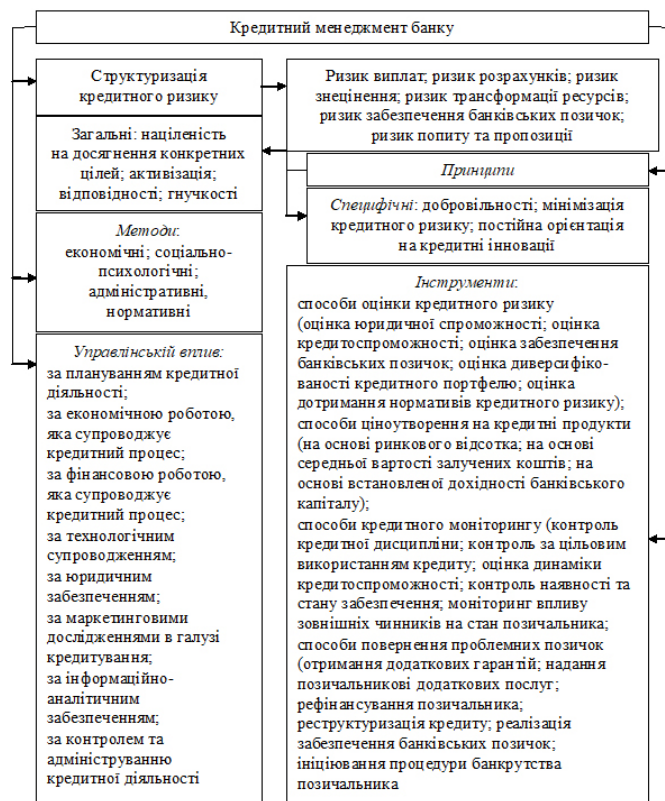 Кредитний менеджмент банку
Структуризація
кредитного ризику
Ризик виплат; ризик розрахунків; ризик
знецінення; ризик трансформації ресурсів;
ризик забезпечення банківських позичок;
ризик попиту та пропозиції
Загальні: націленість
на досягнення конкретних
цілей; активізація;
відповідності; гнучкості
Принципи
Специфічні: добровільності; мінімізація
кредитного ризику; постійна орієнтація
на кредитні інновації
Методи:
економічні; соціально-
психологічні;
адміністративні,
нормативні
Інструменти:
способи оцінки кредитного ризику
(оцінка юридичної спроможності; оцінка
кредитоспроможності; оцінка забезпечення
банківських позичок; оцінка диверсифіко-
ваності кредитного портфелю; оцінка
дотримання нормативів кредитного ризику);
способи ціноутворення на кредитні продукти
(на основі ринкового відсотка; на основі
середньої вартості залучених коштів; на
основі встановленої дохідності банківського
капіталу);
способи кредитного моніторингу (контроль
кредитної дисципліни; контроль за цільовим
використанням кредиту; оцінка динаміки
кредитоспроможності; контроль наявності та
стану забезпечення; моніторинг впливу
зовнішніх чинників на стан позичальника;
способи повернення проблемних позичок
(отримання додаткових гарантій; надання
позичальникові додаткових послуг;
рефінансування позичальника;
реструктуризація кредиту; реалізація
забезпечення банківських позичок;
ініціювання процедури банкрутства
позичальника
Управлінській вплив:
за плануванням кредитної
діяльності;
за економічною роботою,
яка супроводжує
кредитний процес;
за фінансовою роботою,
яка супроводжує
кредитний процес;
за технологічним
супроводженням;
за юридичним
забезпеченням;
за маркетинговими
дослідженнями в галузі
кредитування;
за інформаційно-
аналітичним
забезпеченням;
за контролем та
адмініструванню
кредитної діяльності